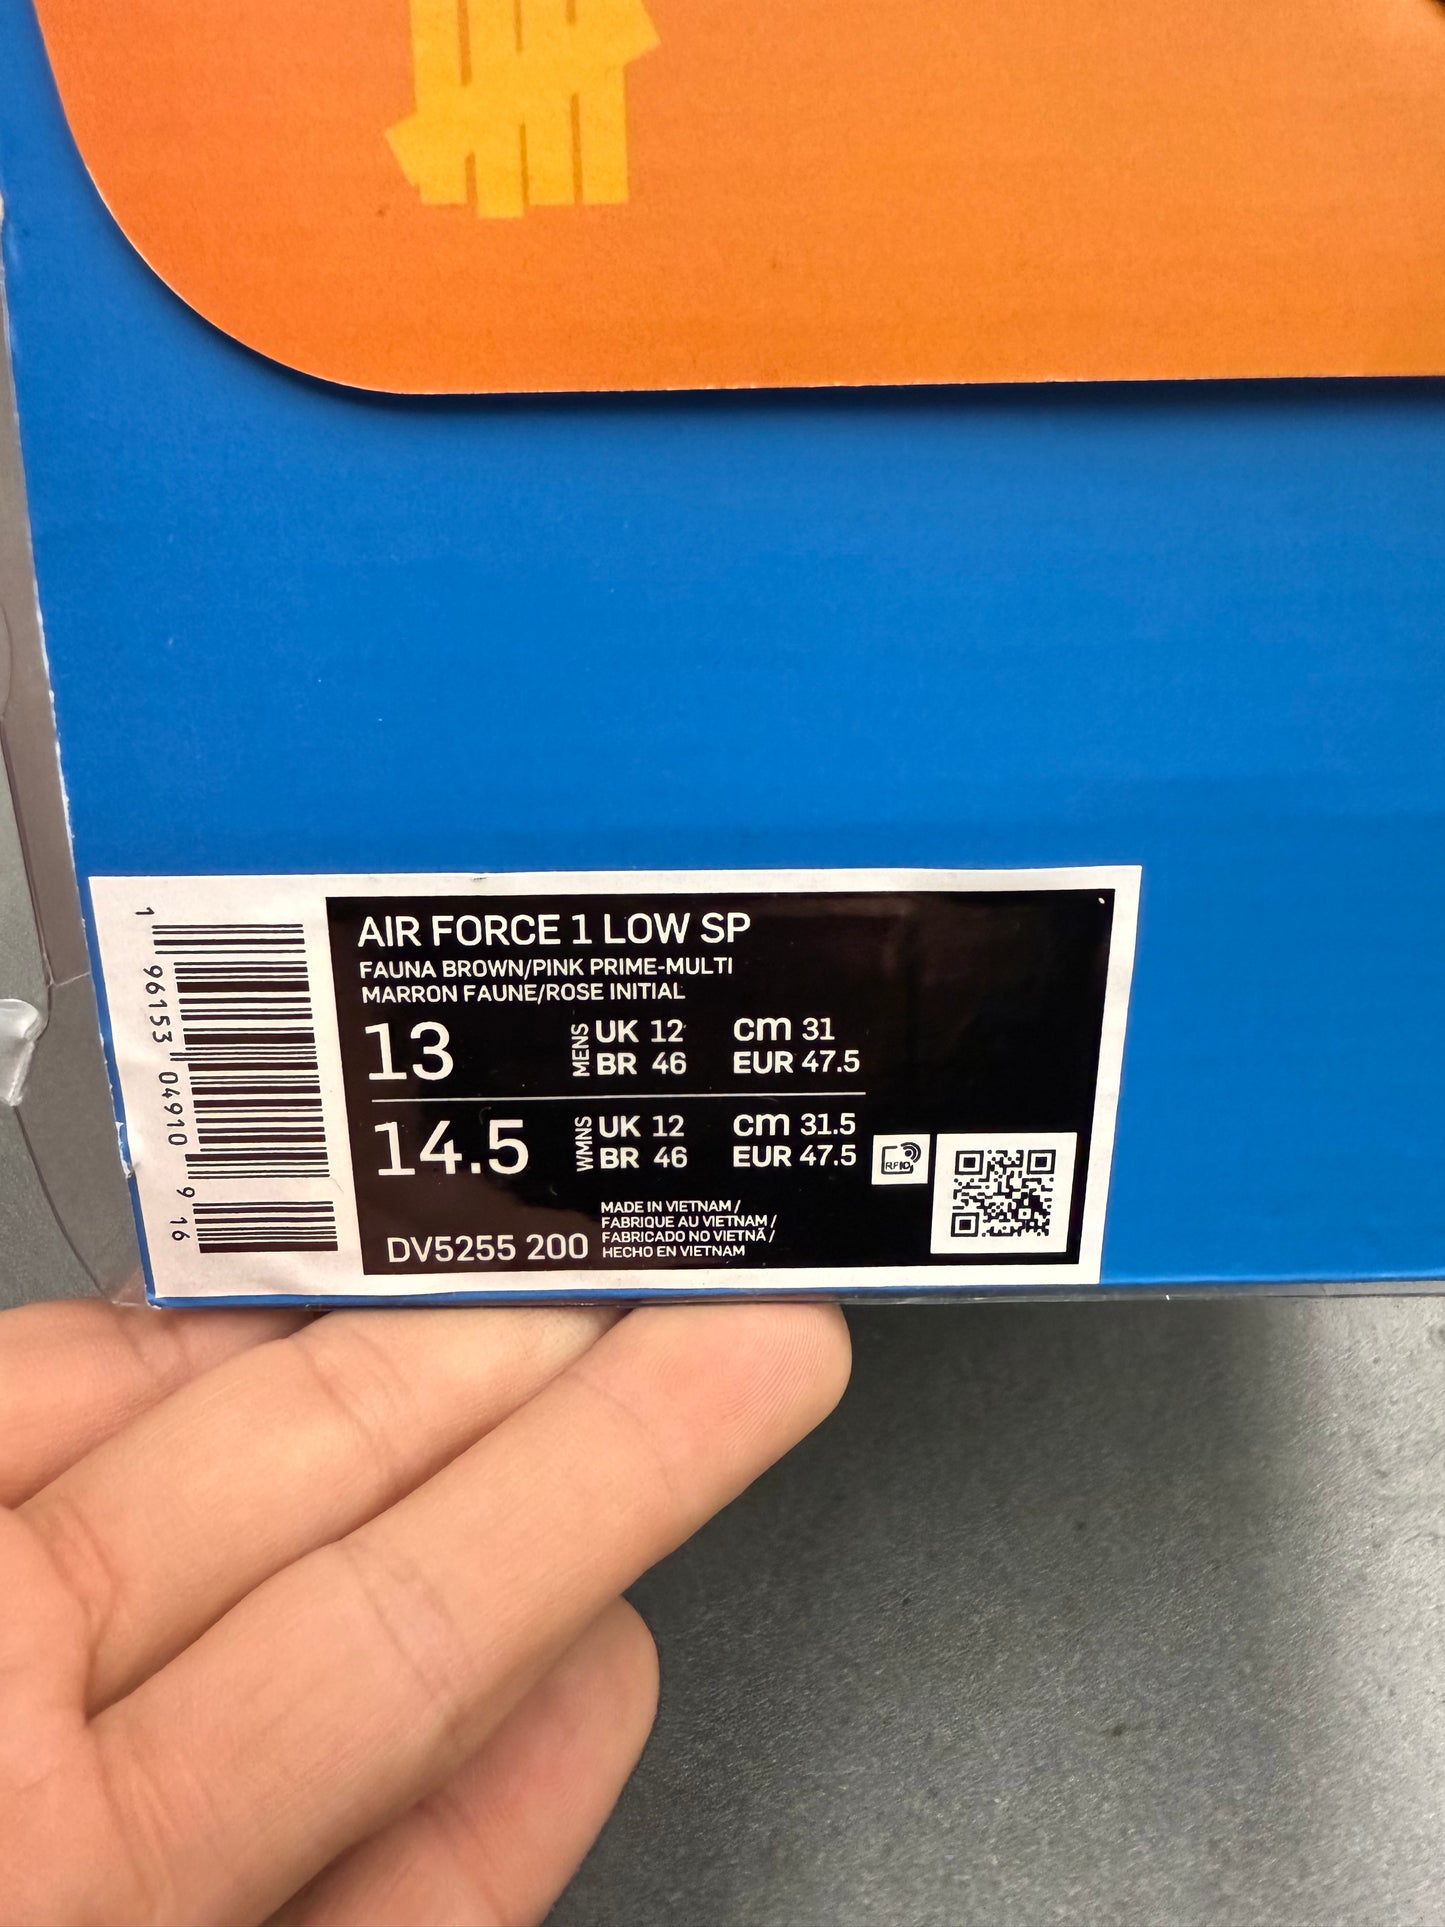 AIR FORCE 1 LOW SP
FAUNA BROWN/PINK PRIME-MULTI
MARRON FAUNE/ROSE INITIAL
13 MENS UK 12 cm 31
BR 46 EUR 47.5
14.5 WMNS UK 12 cm 31.5
BR 46 EUR 47.5
RFID
DV5255 200
MADE IN VIETNAM /
FABRIQUE AU VIETNAM /
FABRICADO NO VIETNÃ /
HECHO EN VIETNAM
1 96153 04910 9 16